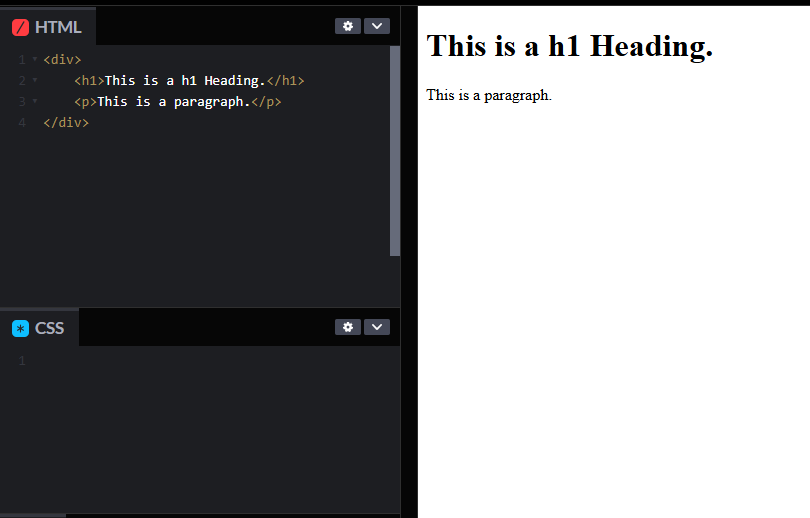 HTML
1 <div>
2 <h1>This is a h1 Heading.</h1>
3 <p>This is a paragraph.</p>
4 </div>
CSS
1
This is a h1 Heading.
This is a paragraph.